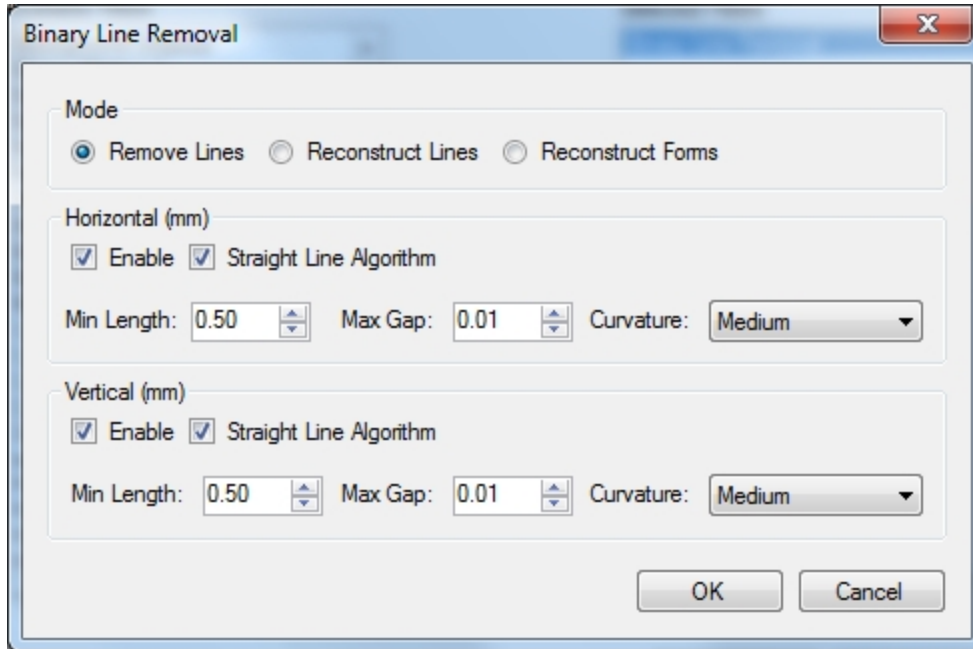 Binary Line Removal
Mode
Remove Lines Reconstruct Lines Reconstruct Forms
Horizontal (mm)
Enable Straight Line Algorithm
Min Length: 0.50 Max Gap: 0.01 Curvature: Medium
Vertical (mm)
Enable Straight Line Algorithm
Min Length: 0.50 Max Gap: 0.01 Curvature: Medium
OK Cancel